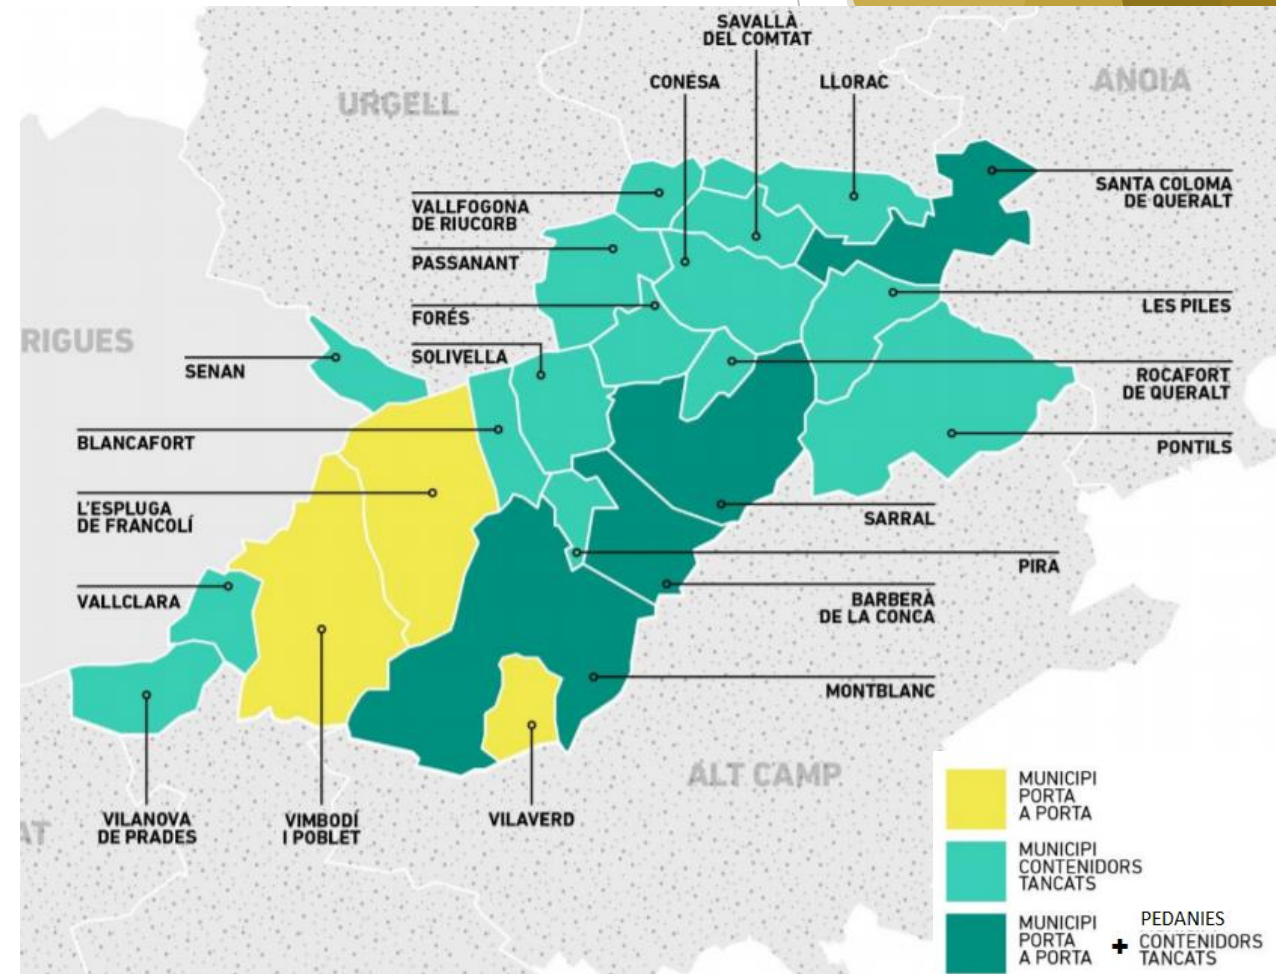 SAVALLÀ
DEL COMTAT
CONESA
LLORAC
ANOIA
URGELL
SANTA COLOMA
DE QUERALT
VALLFOGONA
DE RIUCORB
PASSANANT
LES PILES
FORÉS
RIGUES
SOLIVELLA
SENAN
ROCAFORT
DE QUERALT
BLANCAFORT
PONTILS
L'ESPLUGA
DE FRANCOLÍ
SARRAL
PIRA
VALLCLARA
BARBERÀ
DE LA CONCA
MONTBLANC
ALT CAMP
VILANOVA
DE PRADES
VIMBODÍ
I POBLET
VILAVERD
AT
MUNICIPI
PORTA
A PORTA
MUNICIPI
CONTENIDORS
TANCATS
MUNICIPI
PORTA
A PORTA
+
PEDANIES
CONTENIDORS
TANCATS